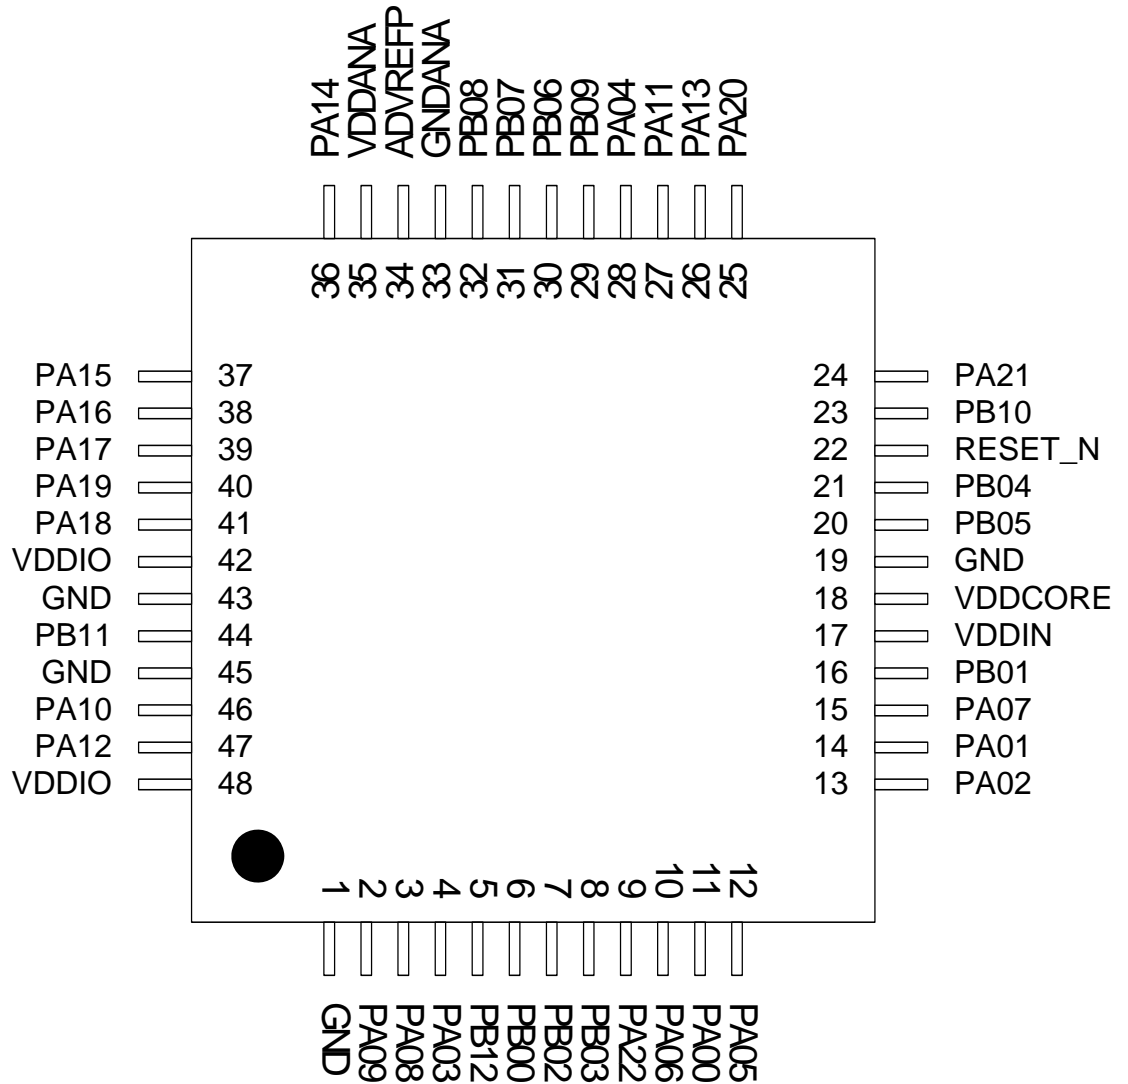 PA14
VDDANA
ADVREFP
GNDANA
PB08
PB07
PB06
PB09
PA04
PA11
PA13
PA20
36
35
34
33
32
31
30
29
28
27
26
25
PA15 37
PA16 38
PA17 39
PA19 40
PA18 41
VDDIO 42
GND 43
PB11 44
GND 45
PA10 46
PA12 47
VDDIO 48
24 PA21
23 PB10
22 RESET_N
21 PB04
20 PB05
19 GND
18 VDDCORE
17 VDDIN
16 PB01
15 PA07
14 PA01
13 PA02
1
2
3
4
5
6
7
8
9
10
11
12
GND
PA09
PA08
PA03
PB12
PB00
PB02
PB03
PA22
PA06
PA00
PA05